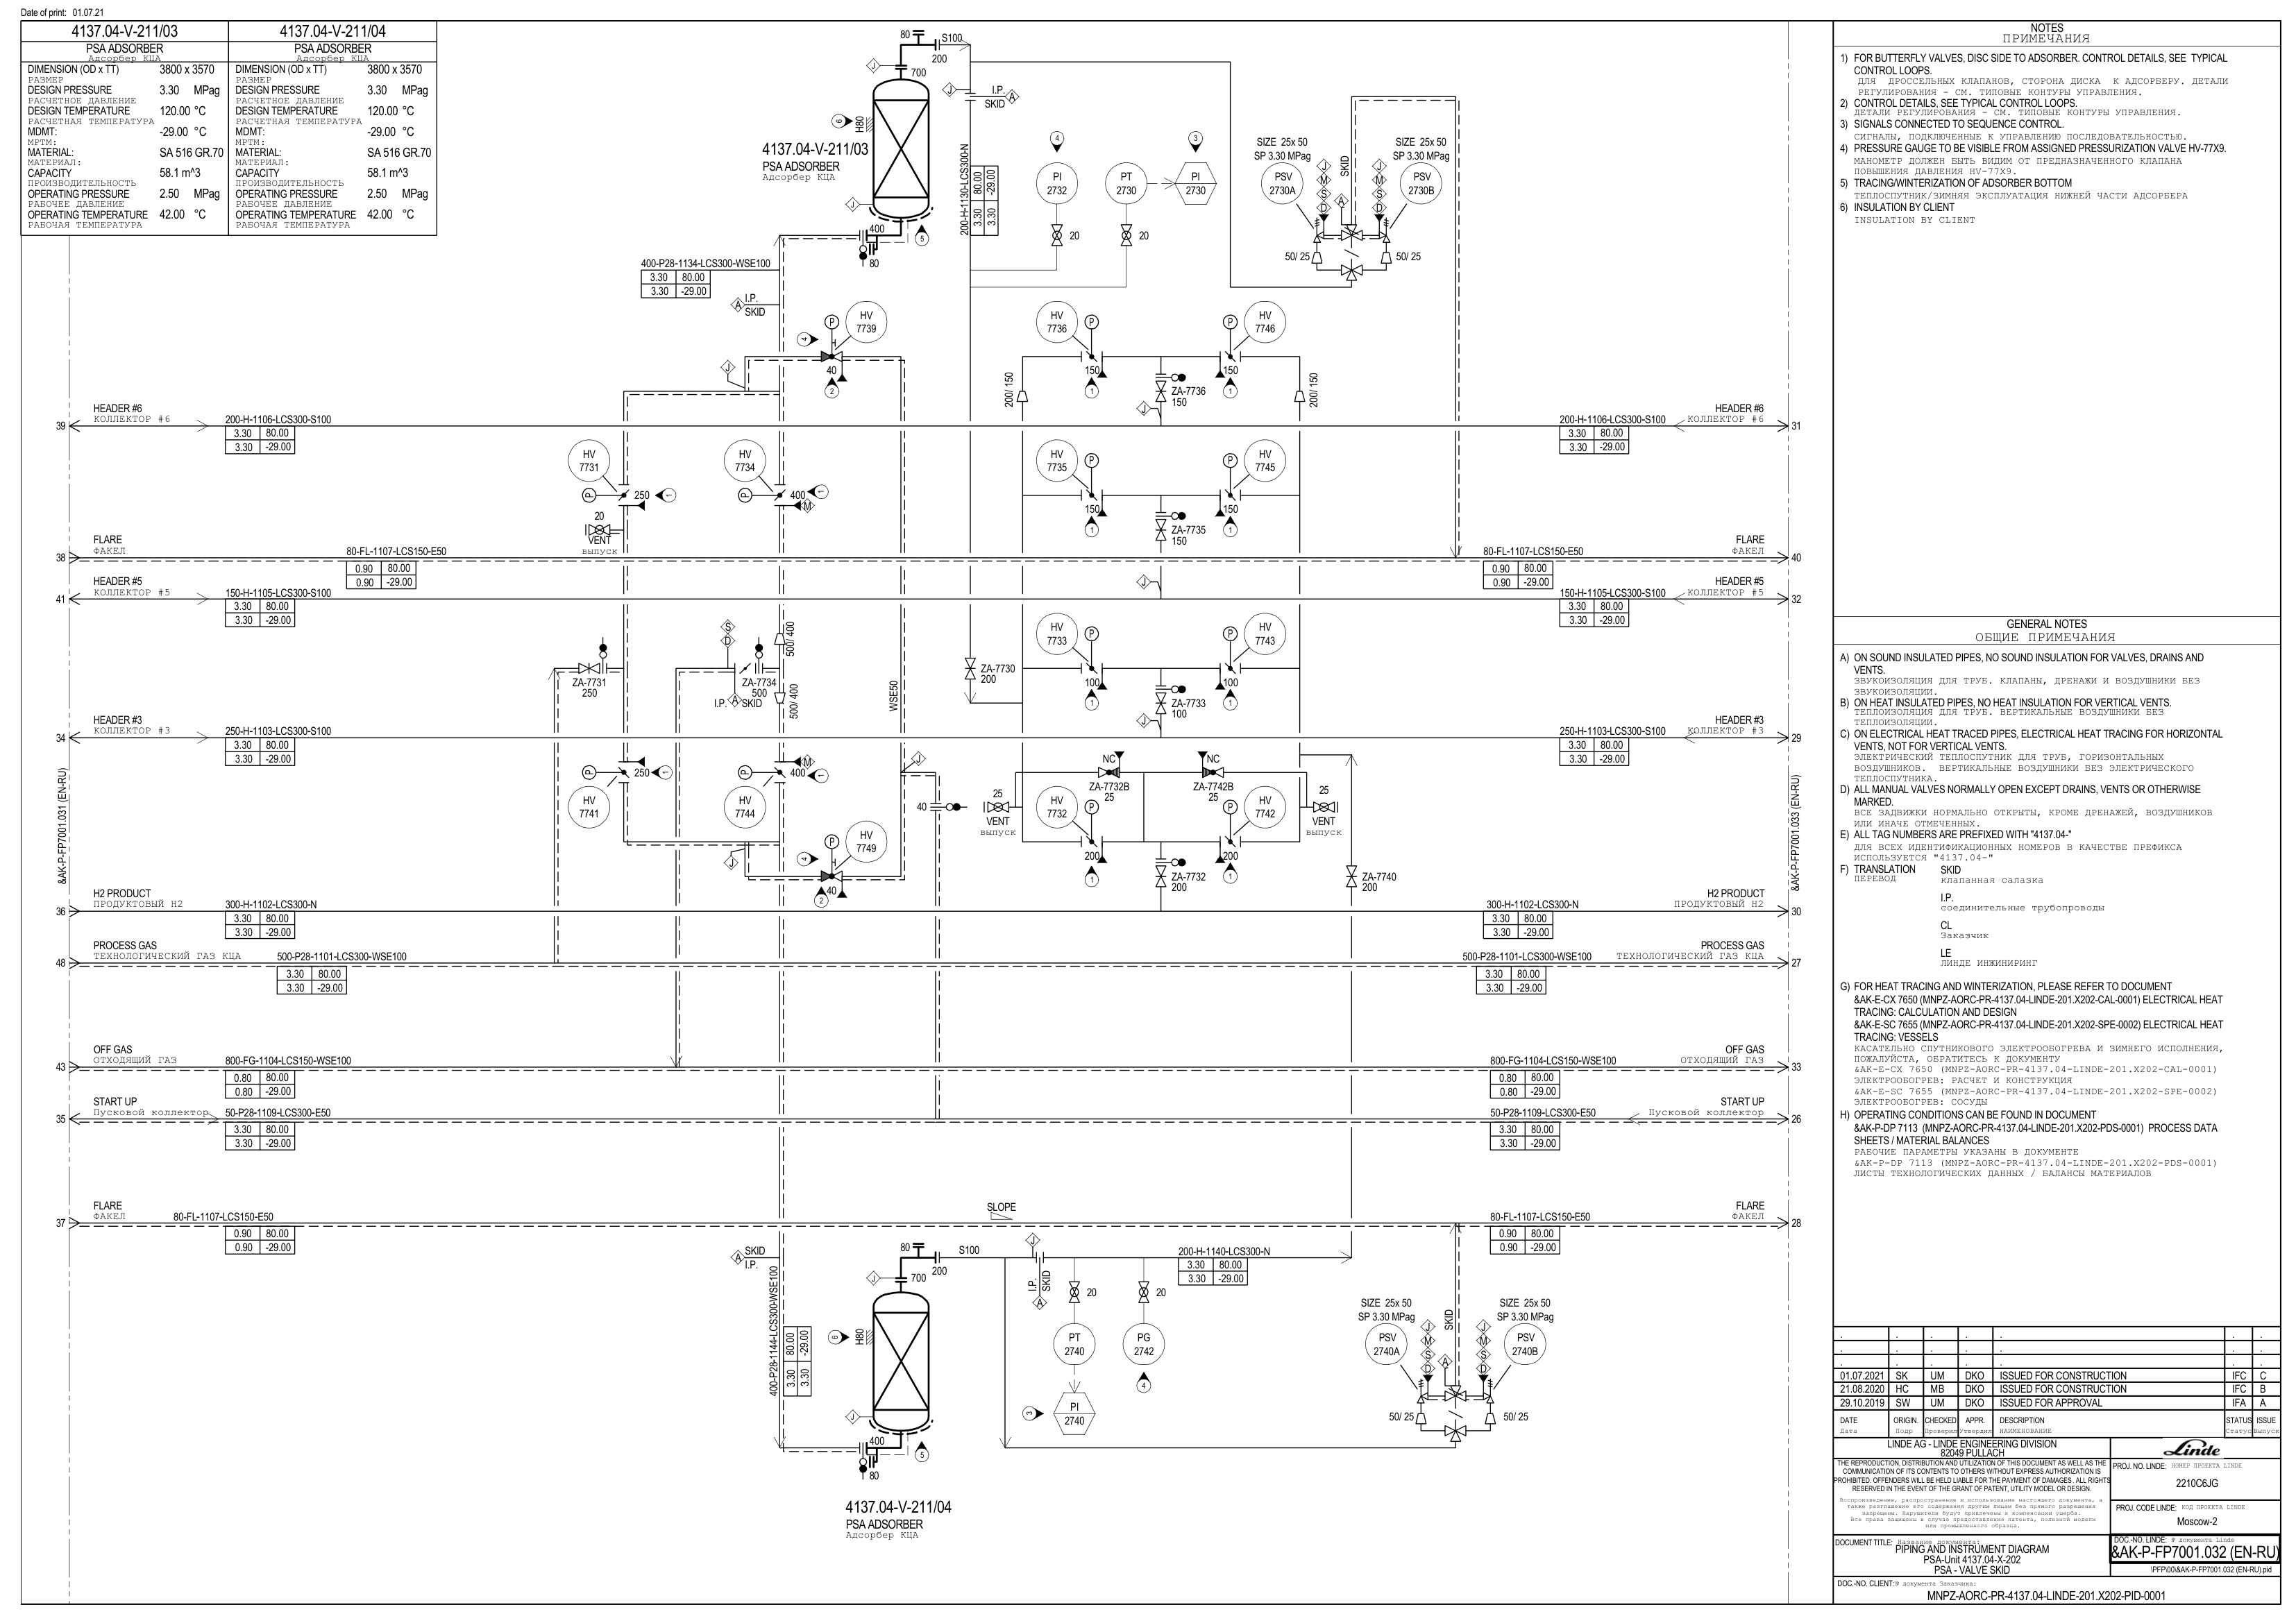 Date of print: 01.07.21
4137.04-V-211/03
PSA ADSORBER
Адсорбер КЦА
DIMENSION (OD x TT) 3800 x 3570
РАЗМЕР
DESIGN PRESSURE 3.30 MPag
РАСЧЕТНОЕ ДАВЛЕНИЕ
DESIGN TEMPERATURE 120.00 °C
РАСЧЕТНАЯ ТЕМПЕРАТУРА
MDMT: -29.00 °C
МРТМ:
MATERIAL: SA 516 GR.70
МАТЕРИАЛ:
CAPACITY 58.1 m^3
ПРОИЗВОДИТЕЛЬНОСТЬ
OPERATING PRESSURE 2.50 MPag
РАБОЧЕЕ ДАВЛЕНИЕ
OPERATING TEMPERATURE 42.00 °C
РАБОЧАЯ ТЕМПЕРАТУРА
4137.04-V-211/04
PSA ADSORBER
Адсорбер КЦА
DIMENSION (OD x TT) 3800 x 3570
РАЗМЕР
DESIGN PRESSURE 3.30 MPag
РАСЧЕТНОЕ ДАВЛЕНИЕ
DESIGN TEMPERATURE 120.00 °C
РАСЧЕТНАЯ ТЕМПЕРАТУРА
MDMT: -29.00 °C
МРТМ:
MATERIAL: SA 516 GR.70
МАТЕРИАЛ:
CAPACITY 58.1 m^3
ПРОИЗВОДИТЕЛЬНОСТЬ
OPERATING PRESSURE 2.50 MPag
РАБОЧЕЕ ДАВЛЕНИЕ
OPERATING TEMPERATURE 42.00 °C
РАБОЧАЯ ТЕМПЕРАТУРА
80
S100
200
J
700
J
I.P.
SKID
A
6
H80
4137.04-V-211/03
PSA ADSORBER
Адсорбер КЦА
J
400
5
80
200-H-1130-LCS300-N
3.30 80.00
3.30 -29.00
4
PI
2732
20
PT
2730
20
3
PI
2730
SIZE 25x 50
SP 3.30 MPag
PSV
2730A
J
M
S
D
SKID
A
SIZE 25x 50
SP 3.30 MPag
PSV
2730B
J
M
S
D
50/ 25
50/ 25
400-P28-1134-LCS300-WSE100
3.30 80.00
3.30 -29.00
I.P.
A
SKID
P
HV
7739
4
40
2
J
HV
7736
P
150
1
P
HV
7746
150
1
200/ 150
ZA-7736
150
J
200/ 150
HEADER #6
КОЛЛЕКТОР #6
39
200-H-1106-LCS300-S100
3.30 80.00
3.30 -29.00
HEADER #6
КОЛЛЕКТОР #6
31
200-H-1106-LCS300-S100
3.30 80.00
3.30 -29.00
HV
7731
P
250
1
20
VENT
выпуск
HV
7734
P
400
1
M
HV
7735
P
150
1
P
HV
7745
150
1
ZA-7735
150
FLARE
ФАКЕЛ
38
80-FL-1107-LCS150-E50
0.90 80.00
0.90 -29.00
80-FL-1107-LCS150-E50
0.90 80.00
0.90 -29.00
FLARE
ФАКЕЛ
40
HEADER #5
КОЛЛЕКТОР #5
41
150-H-1105-LCS300-S100
3.30 80.00
3.30 -29.00
J
HEADER #5
КОЛЛЕКТОР #5
32
150-H-1105-LCS300-S100
3.30 80.00
3.30 -29.00
ZA-7731
250
S
D
ZA-7734
500
I.P.
A
SKID
500/ 400
500/ 400
WSE50
ZA-7730
200
HV
7733
P
100
1
P
HV
7743
100
1
ZA-7733
100
J
HEADER #3
КОЛЛЕКТОР #3
34
250-H-1103-LCS300-S100
3.30 80.00
3.30 -29.00
HEADER #3
КОЛЛЕКТОР #3
29
250-H-1103-LCS300-S100
3.30 80.00
3.30 -29.00
&AK-P-FP7001.031 (EN-RU)
&AK-P-FP7001.033 (EN-RU)
P
250
1
HV
7741
P
M
400
1
HV
7744
J
P
HV
7749
4
40
2
J
40
25
VENT
выпуск
NC
ZA-7732B
25
NC
ZA-7742B
25
HV
7732
P
200
1
P
HV
7742
200
1
25
VENT
выпуск
ZA-7732
200
ZA-7740
200
H2 PRODUCT
ПРОДУКТОВЫЙ H2
36
300-H-1102-LCS300-N
3.30 80.00
3.30 -29.00
300-H-1102-LCS300-N
3.30 80.00
3.30 -29.00
H2 PRODUCT
ПРОДУКТОВЫЙ H2
30
PROCESS GAS
ТЕХНОЛОГИЧЕСКИЙ ГАЗ КЦА
48
500-P28-1101-LCS300-WSE100
3.30 80.00
3.30 -29.00
500-P28-1101-LCS300-WSE100
3.30 80.00
3.30 -29.00
PROCESS GAS
ТЕХНОЛОГИЧЕСКИЙ ГАЗ КЦА
27
OFF GAS
ОТХОДЯЩИЙ ГАЗ
43
800-FG-1104-LCS150-WSE100
0.80 80.00
0.80 -29.00
800-FG-1104-LCS150-WSE100
0.80 80.00
0.80 -29.00
OFF GAS
ОТХОДЯЩИЙ ГАЗ
33
START UP
Пусковой коллектор
35
50-P28-1109-LCS300-E50
3.30 80.00
3.30 -29.00
50-P28-1109-LCS300-E50
3.30 80.00
3.30 -29.00
START UP
Пусковой коллектор
26
FLARE
ФАКЕЛ
37
80-FL-1107-LCS150-E50
0.90 80.00
0.90 -29.00
SLOPE
80-FL-1107-LCS150-E50
0.90 80.00
0.90 -29.00
FLARE
ФАКЕЛ
28
SKID
A
I.P.
400-P28-1144-LCS300-WSE100
3.30 80.00
3.30 -29.00
80
S100
200
J
700
6
H80
J
400
5
80
4137.04-V-211/04
PSA ADSORBER
Адсорбер КЦА
J
I.P.
SKID
A
20
PT
2740
3
PI
2740
20
PG
2742
4
200-H-1140-LCS300-N
3.30 80.00
3.30 -29.00
SIZE 25x 50
SP 3.30 MPag
PSV
2740A
J
M
S
D
SKID
A
SIZE 25x 50
SP 3.30 MPag
PSV
2740B
J
M
S
D
50/ 25
50/ 25
NOTES
ПРИМЕЧАНИЯ
1) FOR BUTTERFLY VALVES, DISC SIDE TO ADSORBER. CONTROL DETAILS, SEE TYPICAL
CONTROL LOOPS.
ДЛЯ ДРОССЕЛЬНЫХ КЛАПАНОВ, СТОРОНА ДИСКА К АДСОРБЕРУ. ДЕТАЛИ
РЕГУЛИРОВАНИЯ - СМ. ТИПОВЫЕ КОНТУРЫ УПРАВЛЕНИЯ.
2) CONTROL DETAILS, SEE TYPICAL CONTROL LOOPS.
ДЕТАЛИ РЕГУЛИРОВАНИЯ - СМ. ТИПОВЫЕ КОНТУРЫ УПРАВЛЕНИЯ.
3) SIGNALS CONNECTED TO SEQUENCE CONTROL.
СИГНАЛЫ, ПОДКЛЮЧЕННЫЕ К УПРАВЛЕНИЮ ПОСЛЕДОВАТЕЛЬНОСТЬЮ.
4) PRESSURE GAUGE TO BE VISIBLE FROM ASSIGNED PRESSURIZATION VALVE HV-77X9.
МАНОМЕТР ДОЛЖЕН БЫТЬ ВИДИМ ОТ ПРЕДНАЗНАЧЕННОГО КЛАПАНА
ПОВЫШЕНИЯ ДАВЛЕНИЯ HV-77X9.
5) TRACING/WINTERIZATION OF ADSORBER BOTTOM
ТЕПЛОСПУТНИК/ЗИМНЯЯ ЭКСПЛУАТАЦИЯ НИЖНЕЙ ЧАСТИ АДСОРБЕРА
6) INSULATION BY CLIENT
INSULATION BY CLIENT
GENERAL NOTES
ОБЩИЕ ПРИМЕЧАНИЯ
A) ON SOUND INSULATED PIPES, NO SOUND INSULATION FOR VALVES, DRAINS AND
VENTS.
ЗВУКОИЗОЛЯЦИЯ ДЛЯ ТРУБ. КЛАПАНЫ, ДРЕНАЖИ И ВОЗДУШНИКИ БЕЗ
ЗВУКОИЗОЛЯЦИИ.
B) ON HEAT INSULATED PIPES, NO HEAT INSULATION FOR VERTICAL VENTS.
ТЕПЛОИЗОЛЯЦИЯ ДЛЯ ТРУБ. ВЕРТИКАЛЬНЫЕ ВОЗДУШНИКИ БЕЗ
ТЕПЛОИЗОЛЯЦИИ.
C) ON ELECTRICAL HEAT TRACED PIPES, ELECTRICAL HEAT TRACING FOR HORIZONTAL
VENTS, NOT FOR VERTICAL VENTS.
ЭЛЕКТРИЧЕСКИЙ ТЕПЛОСПУТНИК ДЛЯ ТРУБ, ГОРИЗОНТАЛЬНЫХ
ВОЗДУШНИКОВ. ВЕРТИКАЛЬНЫЕ ВОЗДУШНИКИ БЕЗ ЭЛЕКТРИЧЕСКОГО
ТЕПЛОСПУТНИКА.
D) ALL MANUAL VALVES NORMALLY OPEN EXCEPT DRAINS, VENTS OR OTHERWISE
MARKED.
ВСЕ ЗАДВИЖКИ НОРМАЛЬНО ОТКРЫТЫ, КРОМЕ ДРЕНАЖЕЙ, ВОЗДУШНИКОВ
ИЛИ ИНАЧЕ ОТМЕЧЕННЫХ.
E) ALL TAG NUMBERS ARE PREFIXED WITH "4137.04-"
ДЛЯ ВСЕХ ИДЕНТИФИКАЦИОННЫХ НОМЕРОВ В КАЧЕСТВЕ ПРЕФИКСА
ИСПОЛЬЗУЕТСЯ "4137.04-"
F) TRANSLATION SKID
ПЕРЕВОД клапанная салазка
I.P.
соединительные трубопроводы
CL
Заказчик
LE
ЛИНДЕ ИНЖИНИРИНГ
G) FOR HEAT TRACING AND WINTERIZATION, PLEASE REFER TO DOCUMENT
&AK-E-CX 7650 (MNPZ-AORC-PR-4137.04-LINDE-201.X202-CAL-0001) ELECTRICAL HEAT
TRACING: CALCULATION AND DESIGN
&AK-E-SC 7655 (MNPZ-AORC-PR-4137.04-LINDE-201.X202-SPE-0002) ELECTRICAL HEAT
TRACING: VESSELS
КАСАТЕЛЬНО СПУТНИКОВОГО ЭЛЕКТРООБОГРЕВА И ЗИМНЕГО ИСПОЛНЕНИЯ,
ПОЖАЛУЙСТА, ОБРАТИТЕСЬ К ДОКУМЕНТУ
&AK-E-CX 7650 (MNPZ-AORC-PR-4137.04-LINDE-201.X202-CAL-0001)
ЭЛЕКТРООБОГРЕВ: РАСЧЕТ И КОНСТРУКЦИЯ
&AK-E-SC 7655 (MNPZ-AORC-PR-4137.04-LINDE-201.X202-SPE-0002)
ЭЛЕКТРООБОГРЕВ: СОСУДЫ
H) OPERATING CONDITIONS CAN BE FOUND IN DOCUMENT
&AK-P-DP 7113 (MNPZ-AORC-PR-4137.04-LINDE-201.X202-PDS-0001) PROCESS DATA
SHEETS / MATERIAL BALANCES
РАБОЧИЕ ПАРАМЕТРЫ УКАЗАНЫ В ДОКУМЕНТЕ
&AK-P-DP 7113 (MNPZ-AORC-PR-4137.04-LINDE-201.X202-PDS-0001)
ЛИСТЫ ТЕХНОЛОГИЧЕСКИХ ДАННЫХ / БАЛАНСЫ МАТЕРИАЛОВ
01.07.2021 SK UM DKO ISSUED FOR CONSTRUCTION IFC C
21.08.2020 HC MB DKO ISSUED FOR CONSTRUCTION IFC B
29.10.2019 SW UM DKO ISSUED FOR APPROVAL IFA A
DATE ORIGIN. CHECKED APPR. DESCRIPTION STATUS ISSUE
Дата Подр Проверил Утвердил НАИМЕНОВАНИЕ Статус Выпуск
LINDE AG - LINDE ENGINEERING DIVISION
82049 PULLACH
THE REPRODUCTION, DISTRIBUTION AND UTILIZATION OF THIS DOCUMENT AS WELL AS THE
COMMUNICATION OF ITS CONTENTS TO OTHERS WITHOUT EXPRESS AUTHORIZATION IS
PROHIBITED. OFFENDERS WILL BE HELD LIABLE FOR THE PAYMENT OF DAMAGES. ALL RIGHTS
RESERVED IN THE EVENT OF THE GRANT OF PATENT, UTILITY MODEL OR DESIGN.
Воспроизведение, распространение и использование настоящего документа, а
также разглашение его содержания другим лицам без прямого разрешения
запрещены. Нарушители будут привлечены к компенсации ущерба.
Все права защищены в случае предоставления патента, полезной модели
или промышленного образца.
Linde
PROJ. NO. LINDE: НОМЕР ПРОЕКТА LINDE
2210C6JG
PROJ. CODE LINDE: КОД ПРОЕКТА LINDE
Moscow-2
DOCUMENT TITLE: Название документа:
PIPING AND INSTRUMENT DIAGRAM
PSA-Unit 4137.04-X-202
PSA - VALVE SKID
DOC.-NO. LINDE: № документа Linde
&AK-P-FP7001.032 (EN-RU)
\PFP\00\&AK-P-FP7001.032 (EN-RU).pid
DOC.-NO. CLIENT: № документа Заказчика:
MNPZ-AORC-PR-4137.04-LINDE-201.X202-PID-0001